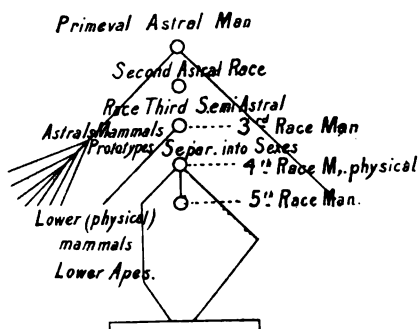 Primeval Astral Man
Second Astral Race
Race Third Semi Astral
Astral Mammals
3rd Race Man
Prototypes
Separ. into Sexes
4th Race M,. physical
5th Race Man.
Lower (physical)
mammals
Lower Apes.